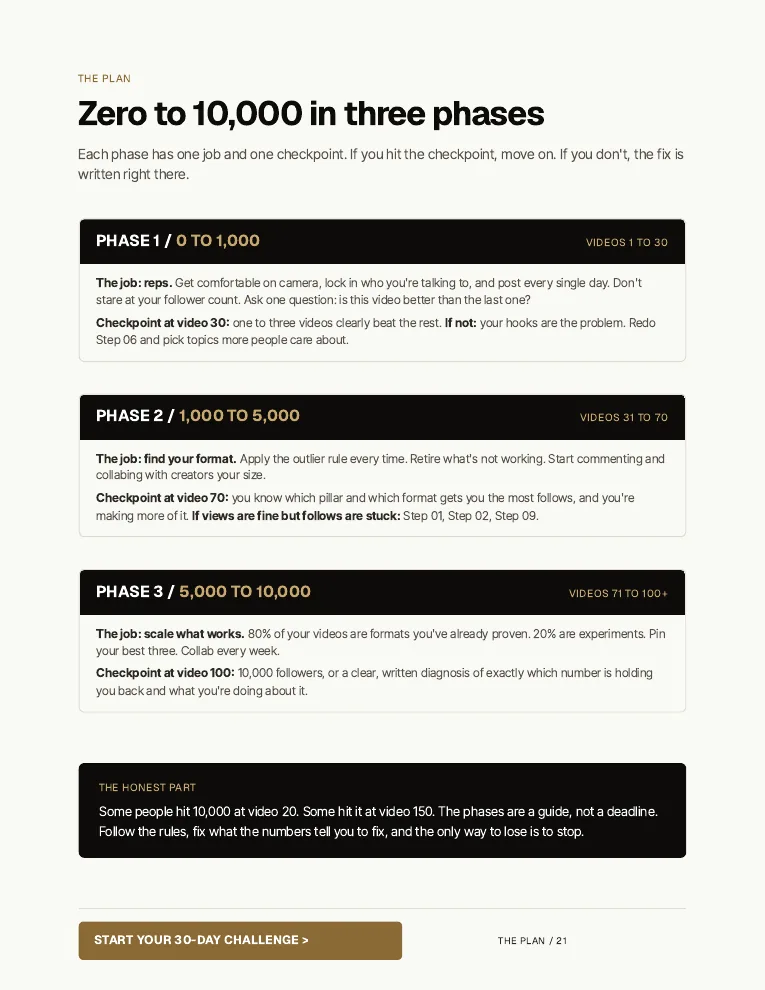 THE PLAN
Zero to 10,000 in three phases
Each phase has one job and one checkpoint. If you hit the checkpoint, move on. If you don't, the fix is
written right there.
PHASE 1 / 0 TO 1,000
VIDEOS 1 TO 30
The job: reps. Get comfortable on camera, lock in who you're talking to, and post every single day. Don't
stare at your follower count. Ask one question: is this video better than the last one?
Checkpoint at video 30: one to three videos clearly beat the rest. If not: your hooks are the problem. Redo
Step 06 and pick topics more people care about.
PHASE 2 / 1,000 TO 5,000
VIDEOS 31 TO 70
The job: find your format. Apply the outlier rule every time. Retire what's not working. Start commenting and
collabing with creators your size.
Checkpoint at video 70: you know which pillar and which format gets you the most follows, and you're
making more of it. If views are fine but follows are stuck: Step 01, Step 02, Step 09.
PHASE 3 / 5,000 TO 10,000
VIDEOS 71 TO 100+
The job: scale what works. 80% of your videos are formats you've already proven. 20% are experiments. Pin
your best three. Collab every week.
Checkpoint at video 100: 10,000 followers, or a clear, written diagnosis of exactly which number is holding
you back and what you're doing about it.
THE HONEST PART
Some people hit 10,000 at video 20. Some hit it at video 150. The phases are a guide, not a deadline.
Follow the rules, fix what the numbers tell you to fix, and the only way to lose is to stop.
START YOUR 30-DAY CHALLENGE >
THE PLAN / 21